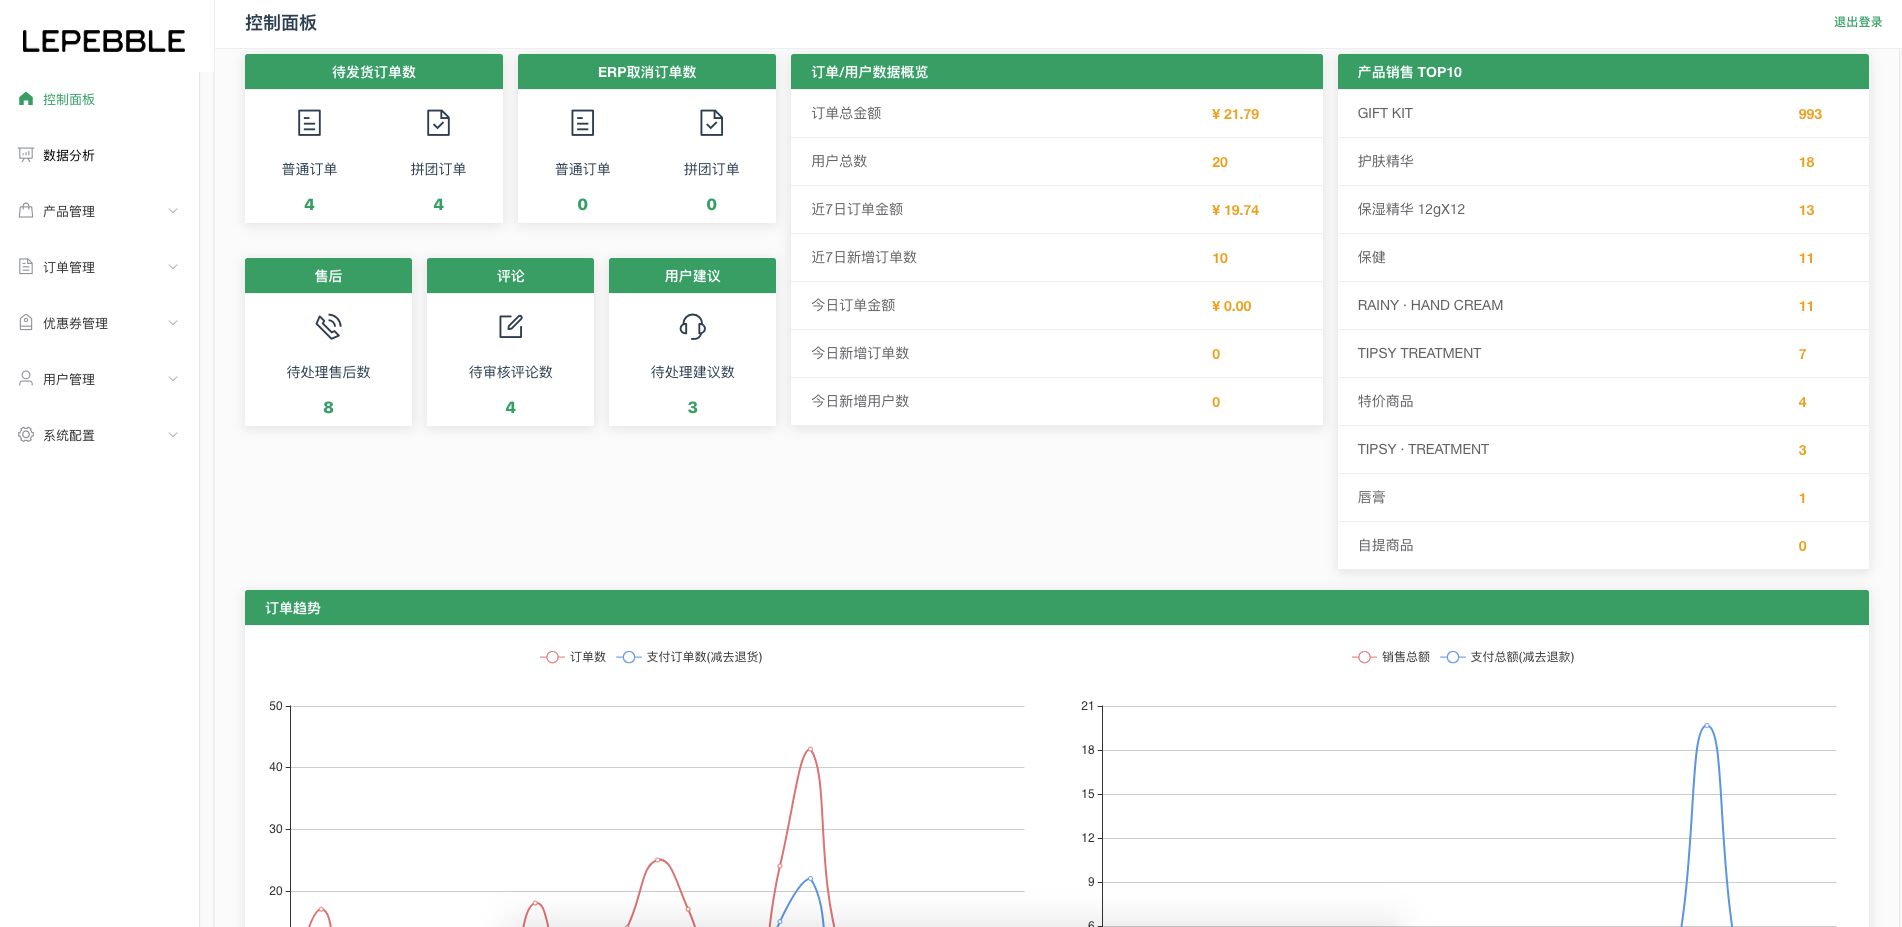 LEPEBBLE
控制面板
数据分析
产品管理
订单管理
优惠券管理
用户管理
系统配置
控制面板
退出登录
待发货订单数
普通订单
拼团订单
4
4
ERP取消订单数
普通订单
拼团订单
0
0
售后
待处理售后数
8
评论
待审核评论数
4
用户建议
待处理建议数
3
订单/用户数据概览
订单总金额 ¥ 21.79
用户总数 20
近7日订单金额 ¥ 19.74
近7日新增订单数 10
今日订单金额 ¥ 0.00
今日新增订单数 0
今日新增用户数 0
产品销售 TOP10
GIFT KIT 993
护肤精华 18
保湿精华 12gX12 13
保健 11
RAINY · HAND CREAM 11
TIPSY TREATMENT 7
特价商品 4
TIPSY · TREATMENT 3
唇膏 1
自提商品 0
订单趋势
订单数 支付订单数(减去退货)
50
40
30
20
销售总额 支付总额(减去退款)
21
18
15
12
9
6